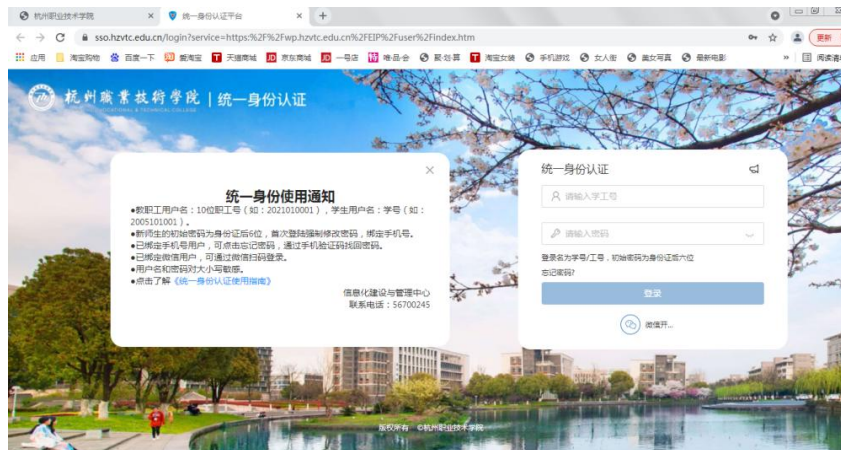 杭州职业技术学院
统一身份认证平台
sso.hzvtc.edu.cn/login?service=https:%2F%2Fwp.hzvtc.edu.cn%2FEIP%2Fuser%2Findex.htm
更新
应用 淘宝购物 百度一下 爱淘宝 天猫商城 京东商城 一号店 唯·品·会 聚·划·算 淘宝女装 手机游戏 女人街 美女写真 最新电影 » 阅读清单
杭州職業技術学院 | 统一身份认证
统一身份使用通知
●教职工用户名：10位职工号（如：2021010001），学生用户名：学号（如：
2005101001）。
●新师生的初始密码为身份证后6位，首次登陆强制修改密码，绑定手机号。
●已绑定手机号用户，可点击忘记密码，通过手机验证码找回密码。
●已绑定微信用户，可通过微信扫码登录。
●用户名和密码对大小写敏感。
●点击了解《统一身份认证使用指南》
信息化建设与管理中心
联系电话：56700245
统一身份认证
请输入学工号
请输入密码
登录名为学号/工号，初始密码为身份证后六位
忘记密码?
登录
微信开...
版权所有 ©杭州职业技术学院